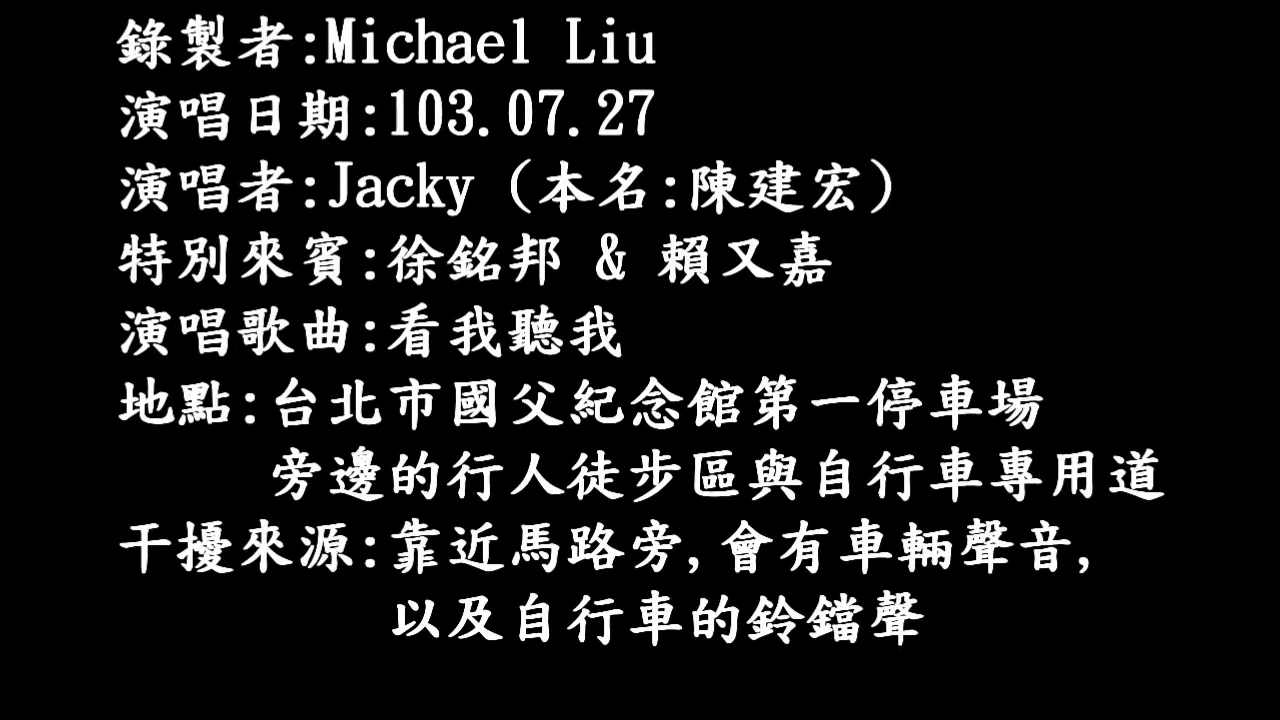 錄製者:Michael Liu
演唱日期:103.07.27
演唱者:Jacky (本名:陳建宏)
特別來賓:徐銘邦 & 賴又嘉
演唱歌曲:看我聽我
地點:台北市國父紀念館第一停車場
旁邊的行人徒步區與自行車專用道
干擾來源:靠近馬路旁,會有車輛聲音,
以及自行車的鈴鐺聲